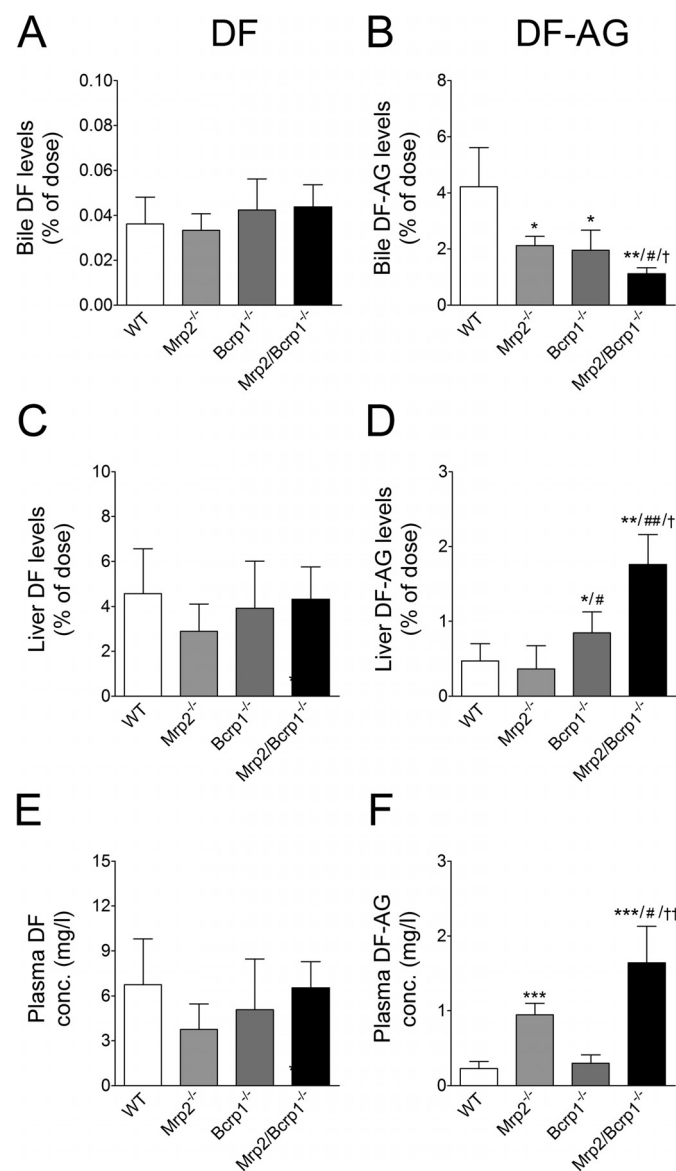 A DF
B DF-AG
Bile DF levels
(% of dose)
0.10
0.08
0.06
0.04
0.02
0.00
WT
Mrp2-/-
Bcrp1-/-
Mrp2/Bcrp1-/-
Bile DF-AG levels
(% of dose)
8
6
4
2
0
*
*
**/#/†
WT
Mrp2-/-
Bcrp1-/-
Mrp2/Bcrp1-/-
C
Liver DF levels
(% of dose)
10
8
6
4
2
0
WT
Mrp2-/-
Bcrp1-/-
Mrp2/Bcrp1-/-
D
Liver DF-AG levels
(% of dose)
3
2
1
0
*/#
**/##/†
WT
Mrp2-/-
Bcrp1-/-
Mrp2/Bcrp1-/-
E
Plasma DF
conc. (mg/l)
15
12
9
6
3
0
WT
Mrp2-/-
Bcrp1-/-
Mrp2/Bcrp1-/-
F
Plasma DF-AG
conc. (mg/l)
3
2
1
0
***
***/#/††
WT
Mrp2-/-
Bcrp1-/-
Mrp2/Bcrp1-/-